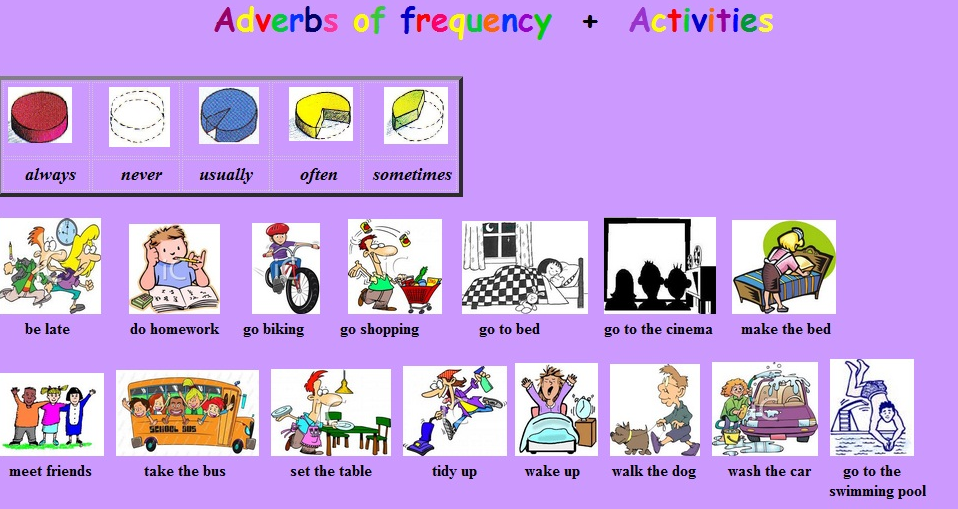 Adverbs of frequency + Activities
always never usually often sometimes
be late do homework go biking go shopping go to bed go to the cinema make the bed
SCHOOL BUS
meet friends take the bus set the table tidy up wake up walk the dog wash the car go to the
swimming pool